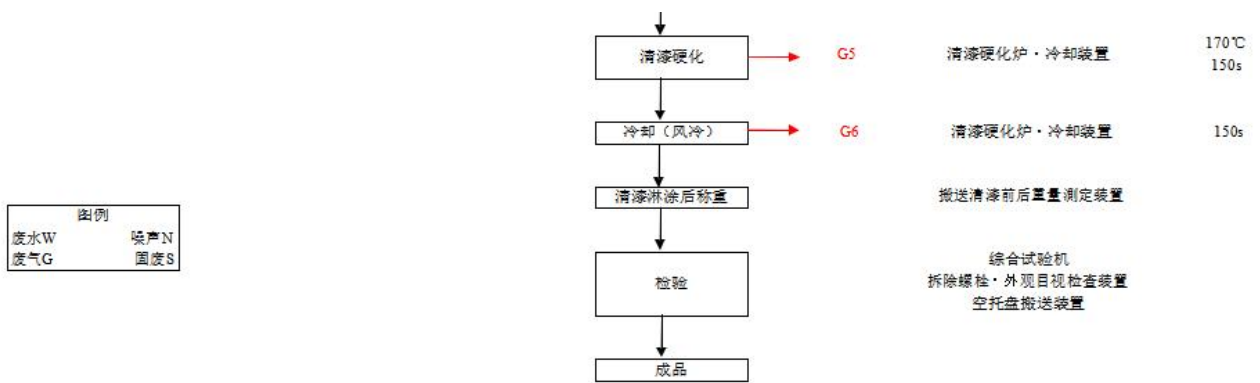 清漆硬化 G5 清漆硬化炉·冷却装置 170℃
150s
冷却（风冷） G6 清漆硬化炉·冷却装置 150s
清漆淋涂后称重 搬送清漆前后重量测定装置
图例
废水W 噪声N
废气G 固废S
检验
综合试验机
拆除螺栓·外观目视检查装置
空托盘搬送装置
成品